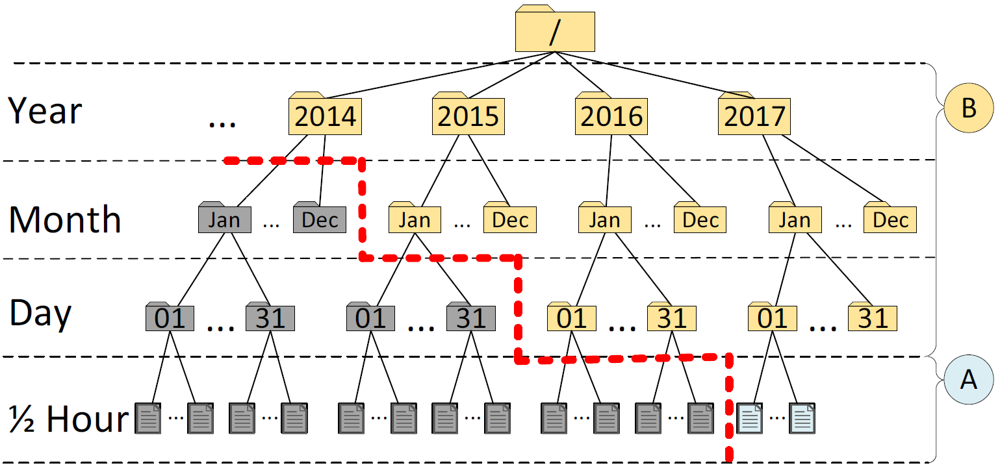 /
Year ... 2014 2015 2016 2017 B
Month Jan ... Dec Jan ... Dec Jan ... Dec Jan ... Dec
Day 01 ... 31 01 ... 31 01 ... 31 01 ... 31
A
½ Hour ... ... ... ... ... ... ...